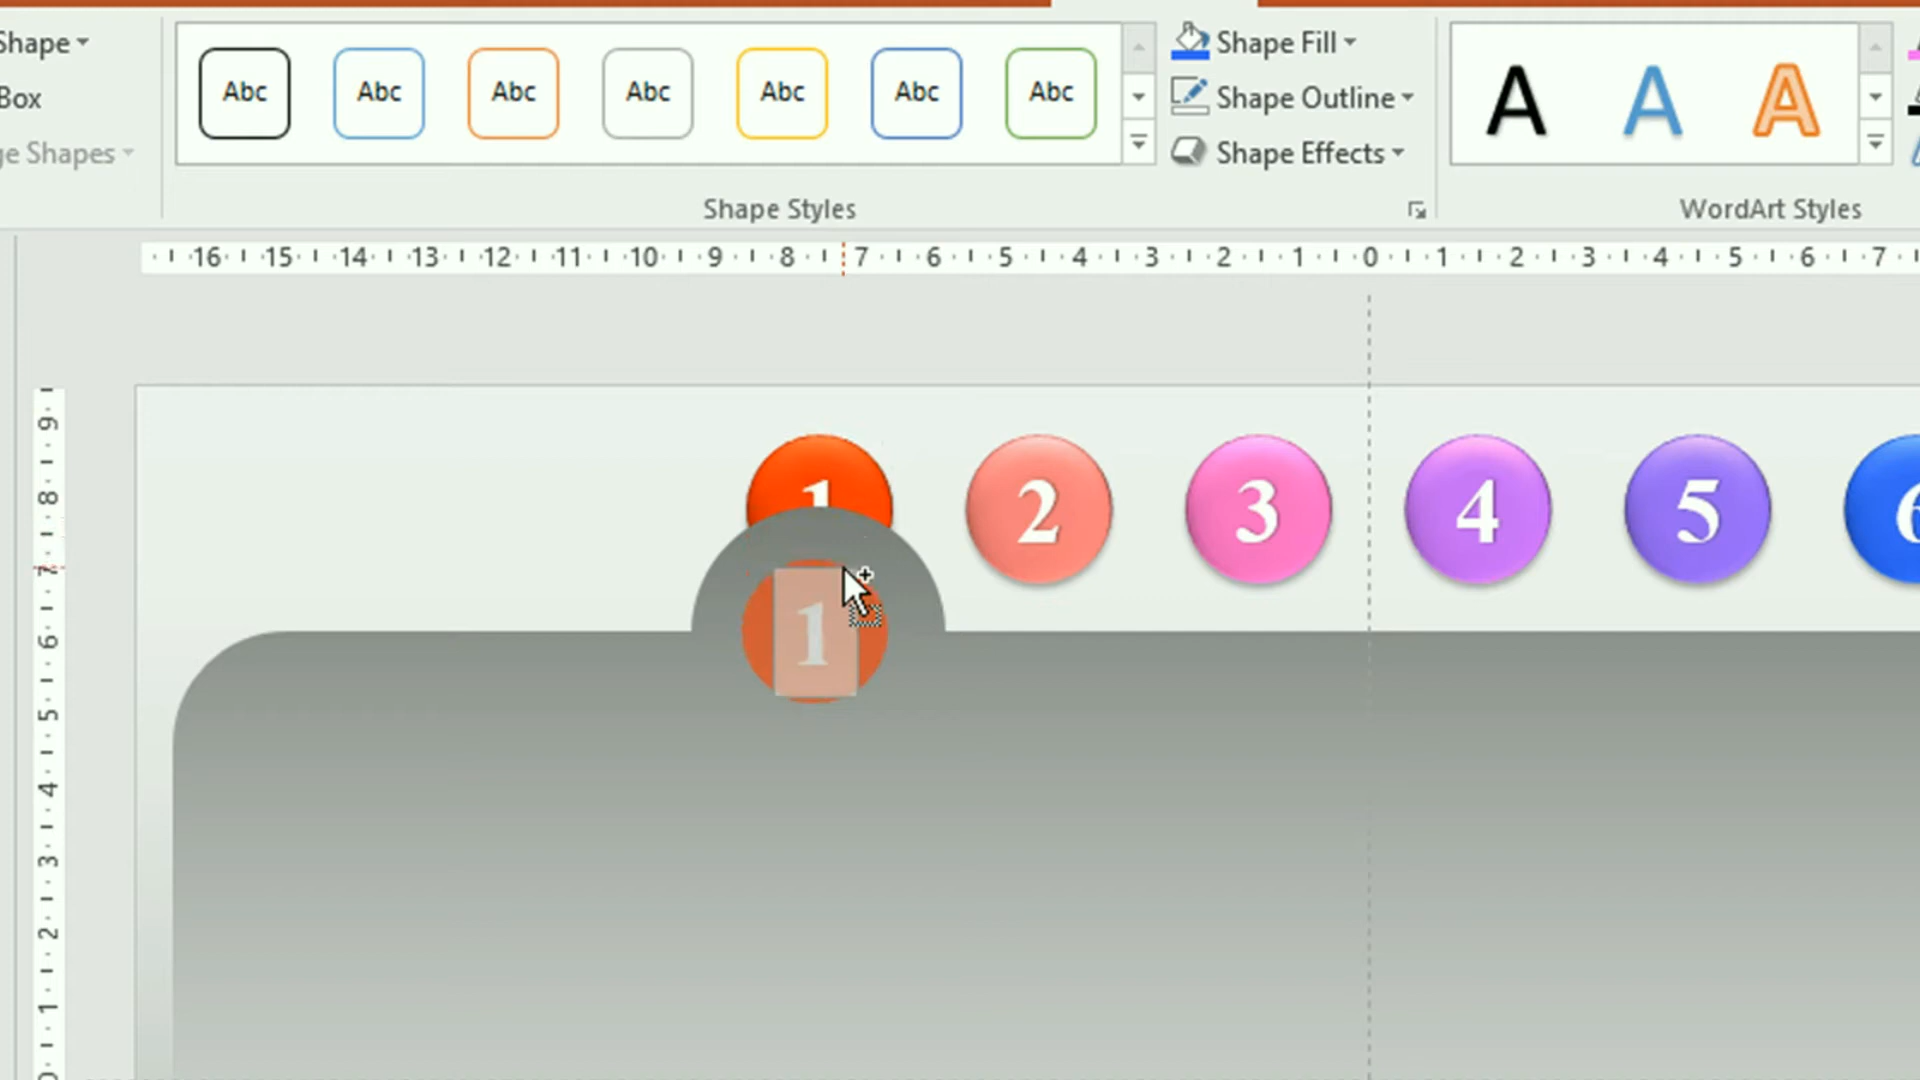 Shape
Box
ge Shapes
Abc Abc Abc Abc Abc Abc Abc
Shape Fill
Shape Outline
Shape Effects
A A A
Shape Styles
WordArt Styles
16 15 14 13 12 11 10 9 8 7 6 5 4 3 2 1 0 1 2 3 4 5 6 7
9
8
7
6
5
4
3
2
1
0
1 2 3 4 5 6
1